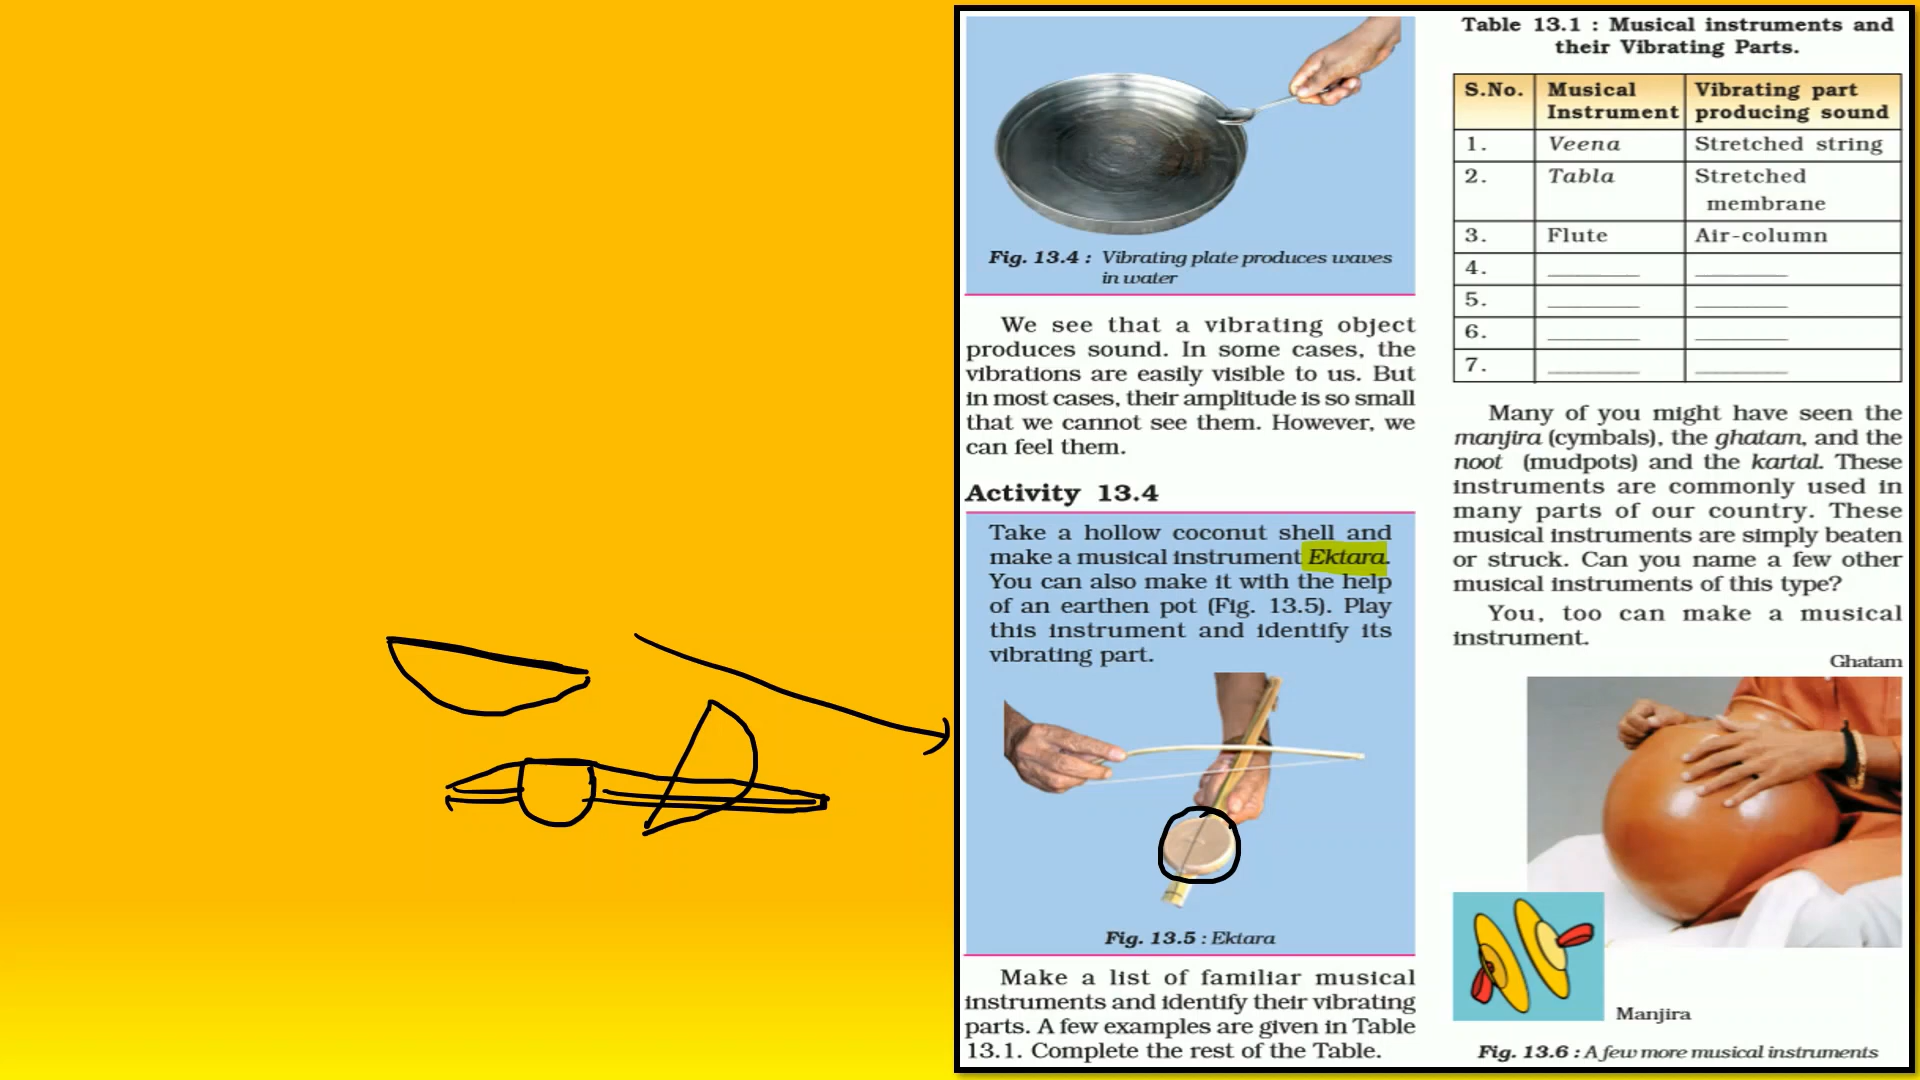 Fig. 13.4 : Vibrating plate produces waves
in water
We see that a vibrating object
produces sound. In some cases, the
vibrations are easily visible to us. But
in most cases, their amplitude is so small
that we cannot see them. However, we
can feel them.
Activity 13.4
Take a hollow coconut shell and
make a musical instrument Ektara.
You can also make it with the help
of an earthen pot (Fig. 13.5). Play
this instrument and identify its
vibrating part.
Fig. 13.5 : Ektara
Make a list of familiar musical
instruments and identify their vibrating
parts. A few examples are given in Table
13.1. Complete the rest of the Table.
Table 13.1 : Musical instruments and
their Vibrating Parts.
S.No. Musical Vibrating part
Instrument producing sound
1. Veena Stretched string
2. Tabla Stretched
membrane
3. Flute Air-column
4. ________ ________
5. ________ ________
6. ________ ________
7. ________ ________
Many of you might have seen the
manjira (cymbals), the ghatam, and the
noot (mudpots) and the kartal. These
instruments are commonly used in
many parts of our country. These
musical instruments are simply beaten
or struck. Can you name a few other
musical instruments of this type?
You, too can make a musical
instrument.
Ghatam
Manjira
Fig. 13.6 : A few more musical instruments